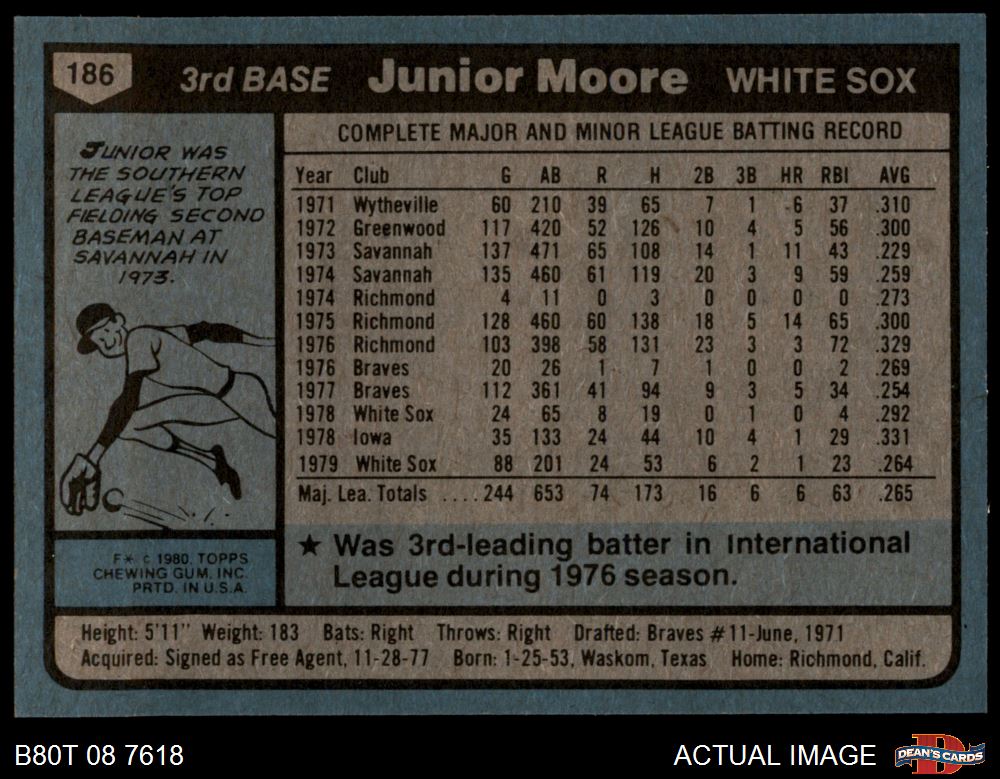 186 3rd BASE Junior Moore WHITE SOX
JUNIOR WAS
THE SOUTHERN
LEAGUE'S TOP
FIELDING SECOND
BASEMAN AT
SAVANNAH IN
1973.
F* © 1980. TOPPS
CHEWING GUM, INC.
PRTD. IN U.S.A.
COMPLETE MAJOR AND MINOR LEAGUE BATTING RECORD
Year Club G AB R H 2B 3B HR RBI AVG
1971 Wytheville 60 210 39 65 7 1 6 37 .310
1972 Greenwood 117 420 52 126 10 4 5 56 .300
1973 Savannah 137 471 65 108 14 1 11 43 .229
1974 Savannah 135 460 61 119 20 3 9 59 .259
1974 Richmond 4 11 0 3 0 0 0 0 .273
1975 Richmond 128 460 60 138 18 5 14 65 .300
1976 Richmond 103 398 58 131 23 3 3 72 .329
1976 Braves 20 26 1 7 1 0 0 2 .269
1977 Braves 112 361 41 94 9 3 5 34 .254
1978 White Sox 24 65 8 19 0 1 0 4 .292
1978 Iowa 35 133 24 44 10 4 1 29 .331
1979 White Sox 88 201 24 53 6 2 1 23 .264
Maj. Lea. Totals ....244 653 74 173 16 6 6 63 .265
★ Was 3rd-leading batter in International
League during 1976 season.
Height: 5'11" Weight: 183 Bats: Right Throws: Right Drafted: Braves #11-June, 1971
Acquired: Signed as Free Agent, 11-28-77 Born: 1-25-53, Waskom, Texas Home: Richmond, Calif.
B80T 08 7618 ACTUAL IMAGE DEAN'S CARDS